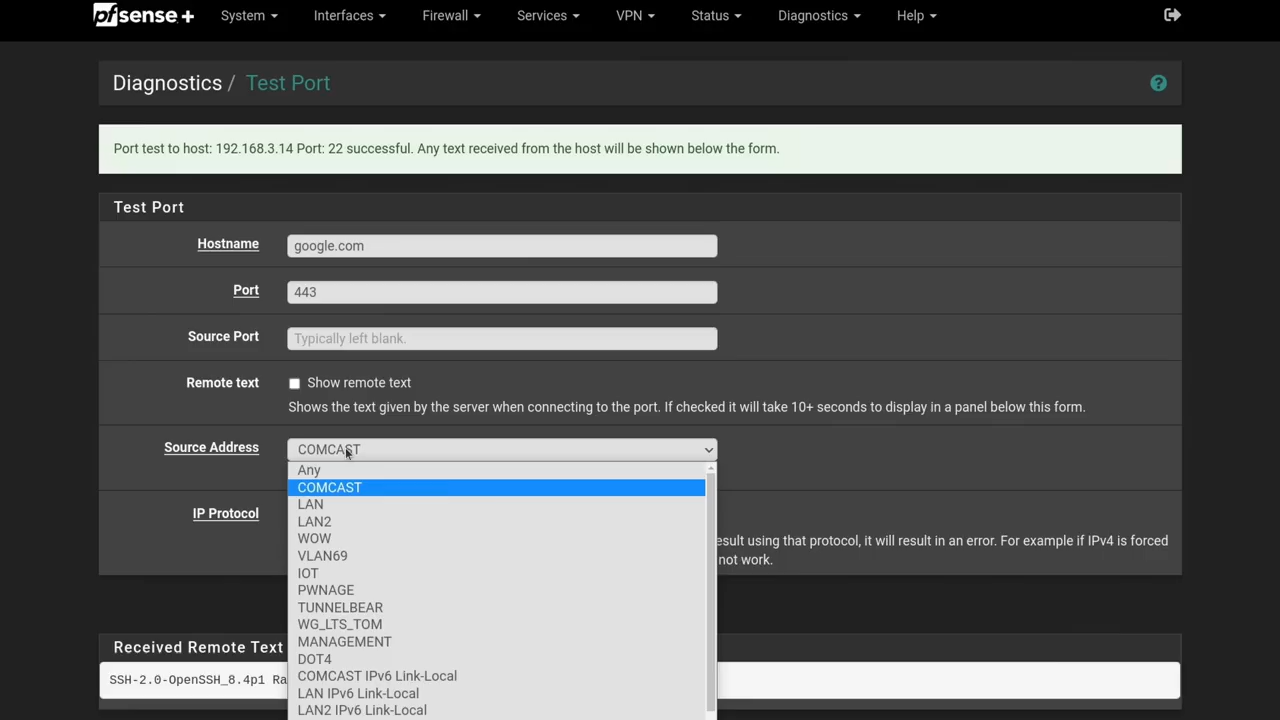 pfsense +
System
Interfaces
Firewall
Services
VPN
Status
Diagnostics
Help
Diagnostics / Test Port
Port test to host: 192.168.3.14 Port: 22 successful. Any text received from the host will be shown below the form.
Test Port
Hostname
google.com
Port
443
Source Port
Typically left blank.
Remote text
Show remote text
Shows the text given by the server when connecting to the port. If checked it will take 10+ seconds to display in a panel below this form.
Source Address
COMCAST
Any
COMCAST
LAN
LAN2
WOW
VLAN69
IOT
PWNAGE
TUNNELBEAR
WG_LTS_TOM
MANAGEMENT
DOT4
COMCAST IPv6 Link-Local
LAN IPv6 Link-Local
LAN2 IPv6 Link-Local
IP Protocol
result using that protocol, it will result in an error. For example if IPv4 is forced
not work.
Received Remote Text
SSH-2.0-OpenSSH_8.4p1 Ra